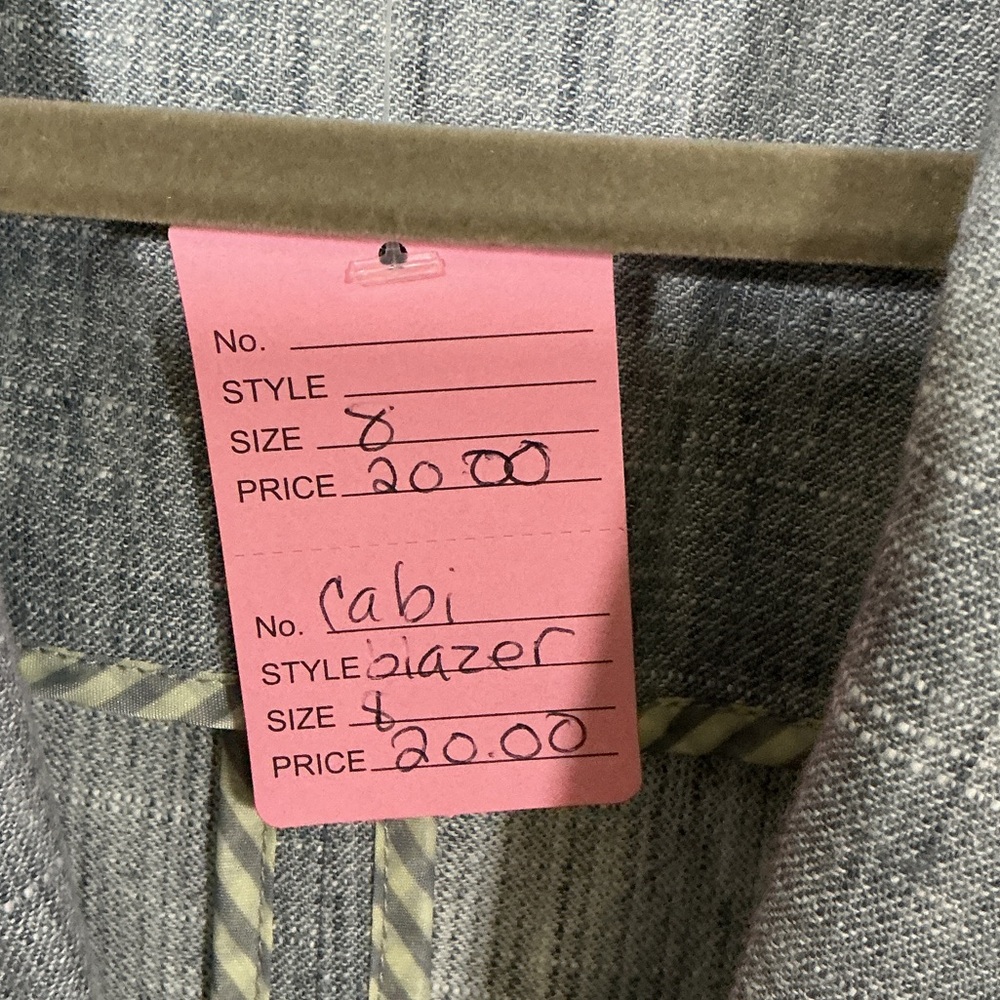 No.
STYLE
SIZE 8
PRICE 20.00
No. Cabi
STYLE blazer
SIZE 8
PRICE 20.00